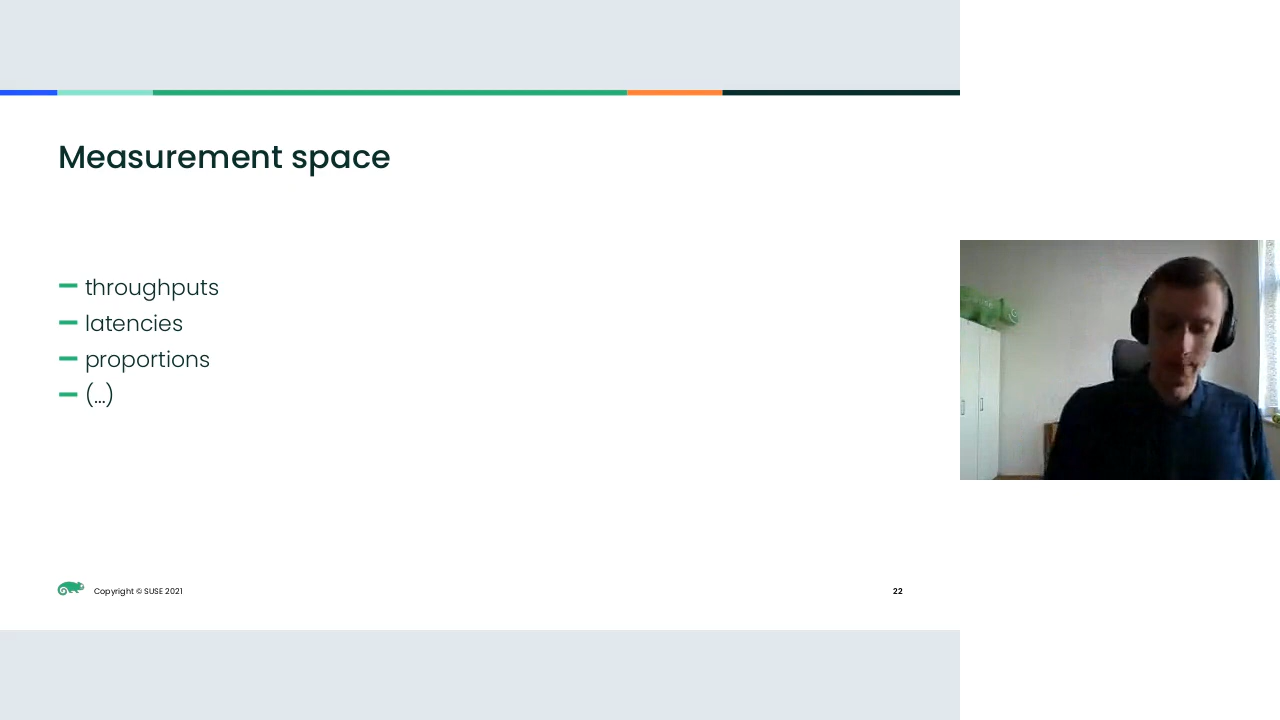 Measurement space
throughputs
latencies
proportions
(...)
Copyright © SUSE 2021
22